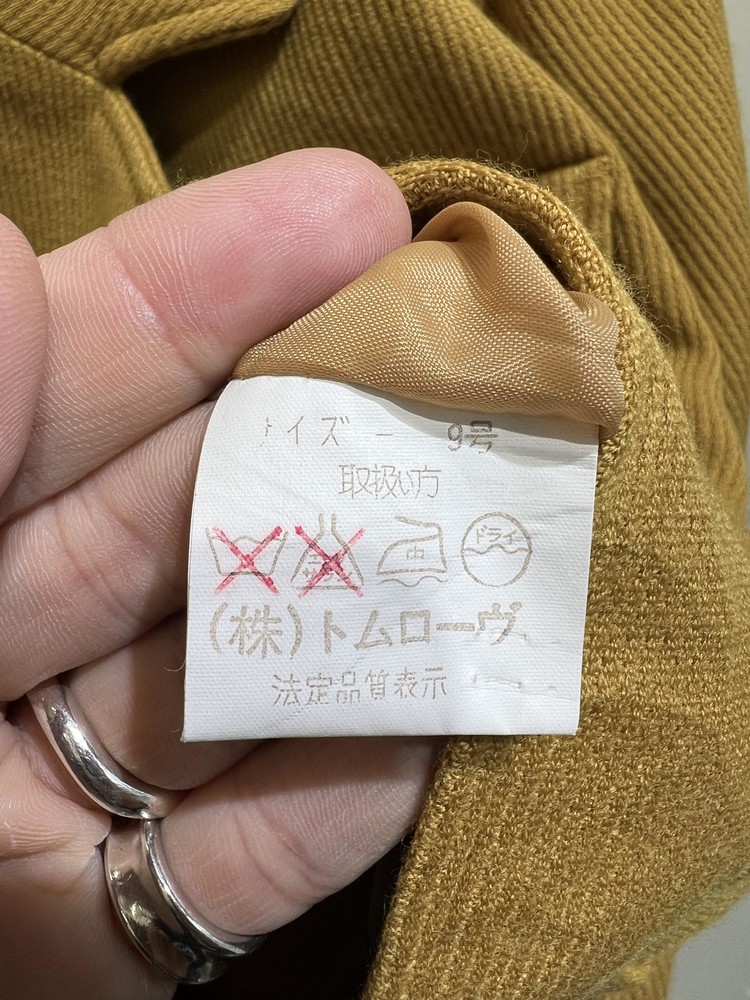 サイズ － 9号
取扱い方
中 ドライ
(株)トムローヴ
法定品質表示